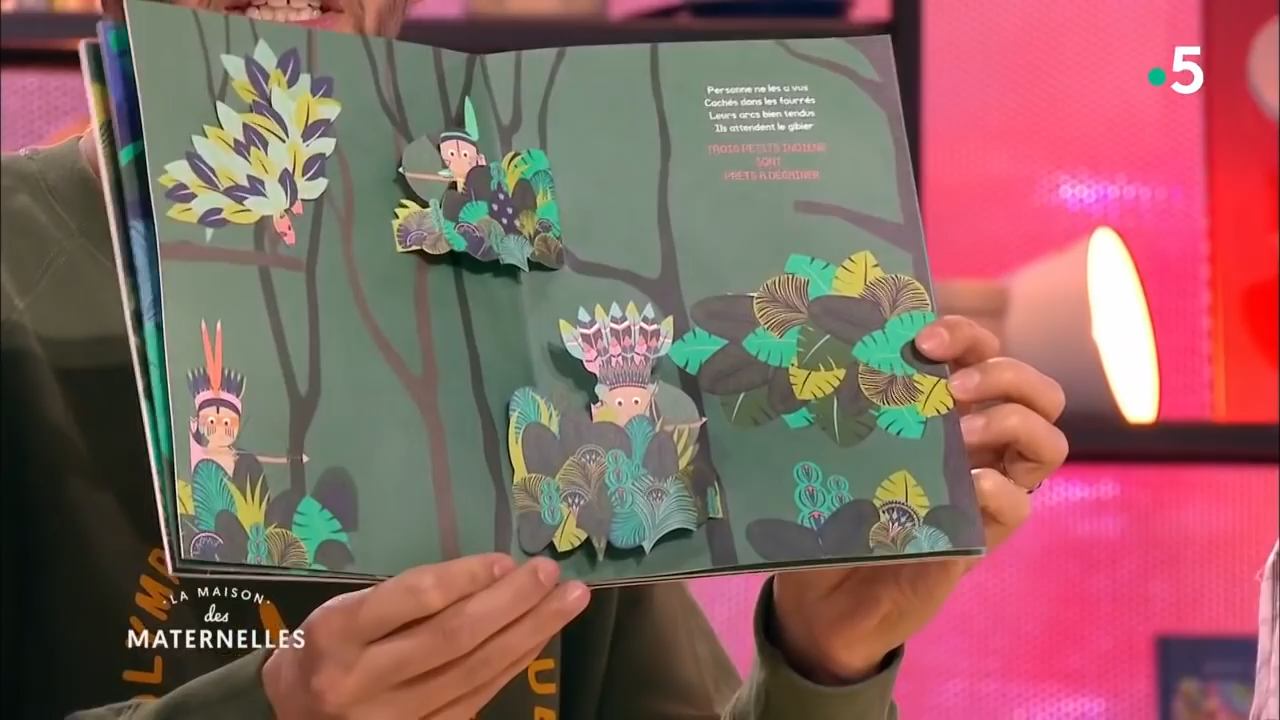 Personne ne les a vus
Cachés dans les fourrés
Leurs arcs bien tendus
Ils attendent le gibier
TROIS PETITS INDIENS
SONT
PRÊTS À DÉGAINER
5
LA MAISON
des
MATERNELLES